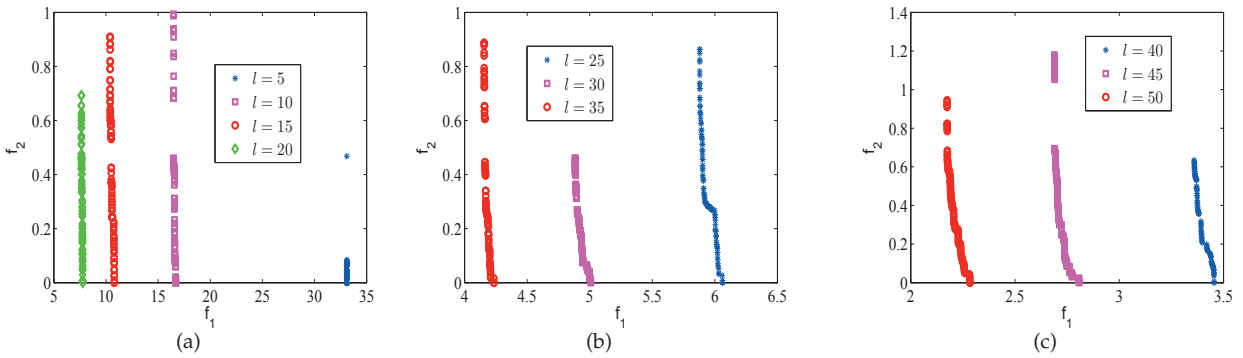 1
0.8
0.6
0.4
0.2
0
f₂
5 10 15 20 25 30 35
f₁
l = 5
l = 10
l = 15
l = 20
(a)
1
0.8
0.6
0.4
0.2
0
f₂
4 4.5 5 5.5 6 6.5
f₁
l = 25
l = 30
l = 35
(b)
1.4
1.2
1
0.8
0.6
0.4
0.2
0
f₂
2 2.5 3 3.5
f₁
l = 40
l = 45
l = 50
(c)